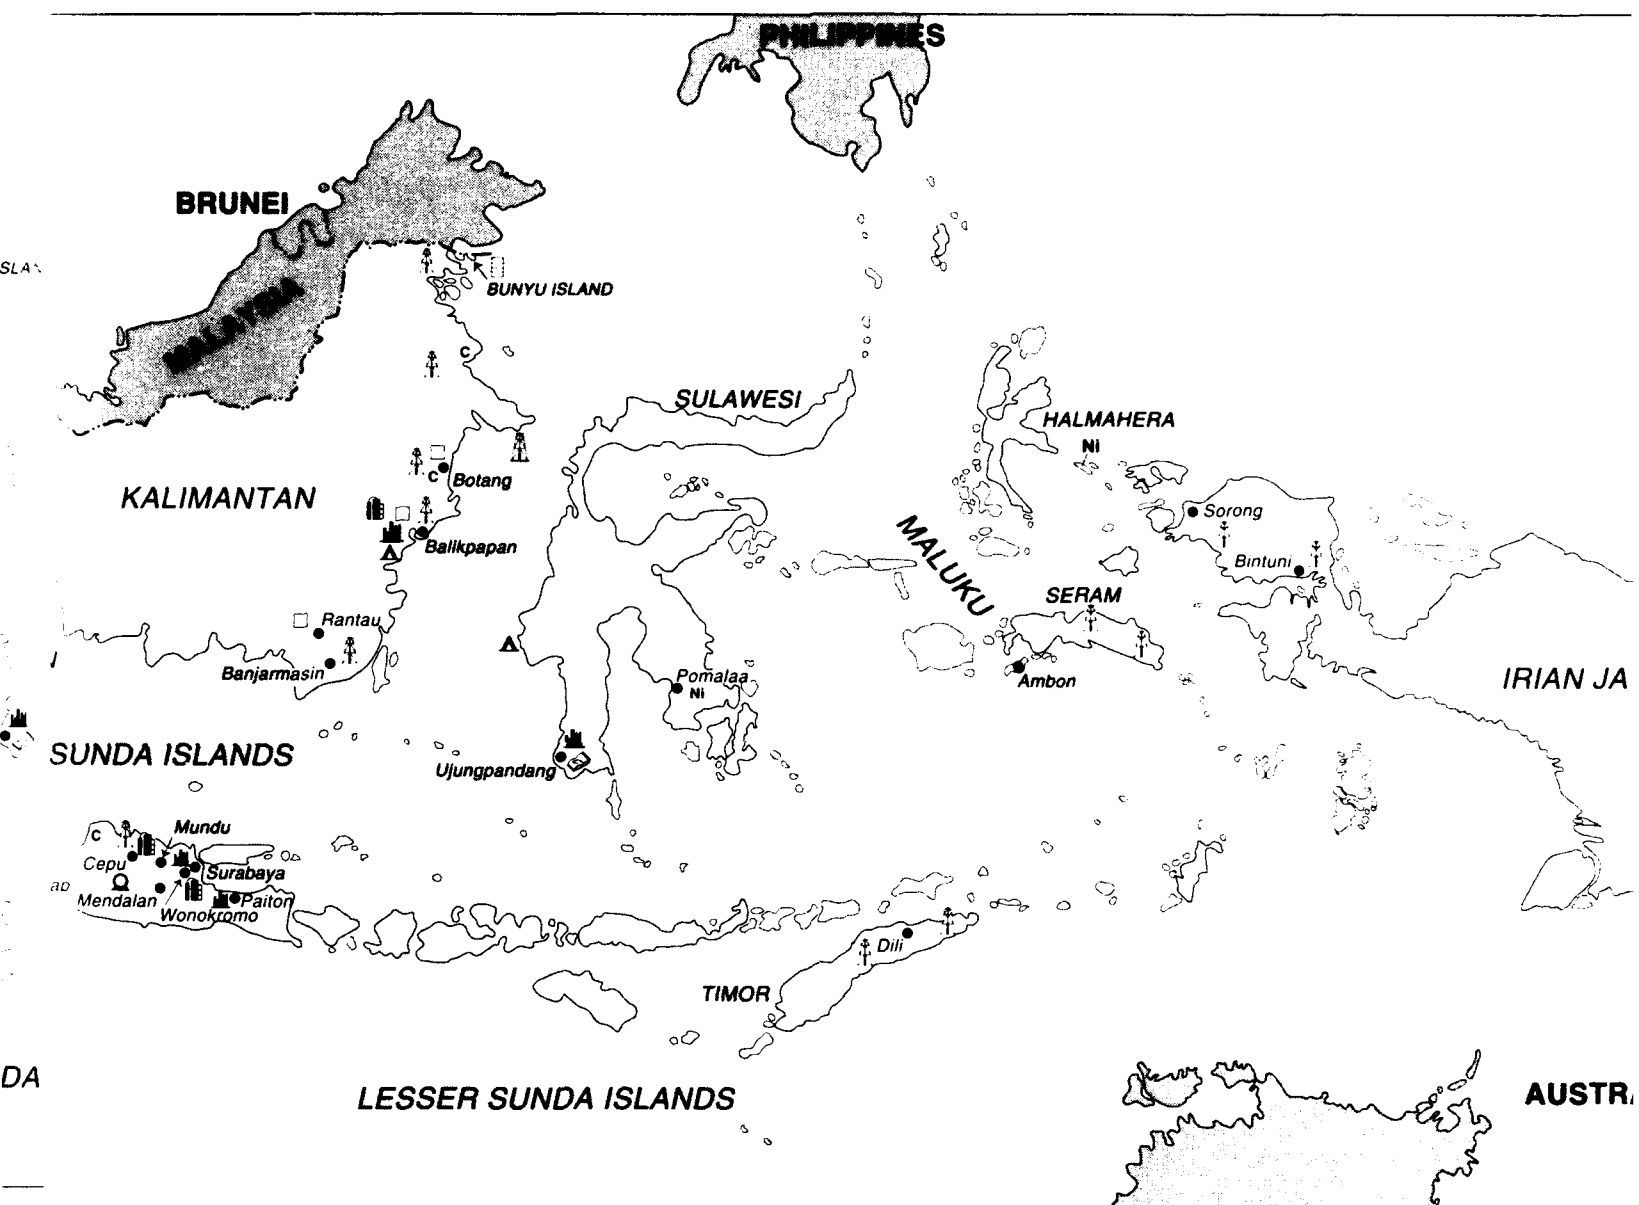 PHILIPPINES
BRUNEI
MALAYSIA
BUNYU ISLAND
C
SULAWESI
HALMAHERA
Ni
C
Botang
KALIMANTAN
Sorong
Balikpapan
MALUKU
Bintuni
SERAM
Rantau
Banjarmasin
Pomalaa
Ni
Ambon
IRIAN JA
SUNDA ISLANDS
Ujungpandang
C
Mundu
Cepu
Surabaya
Mendalan
Paiton
Wonokromo
Dili
TIMOR
DA
LESSER SUNDA ISLANDS
AUSTR